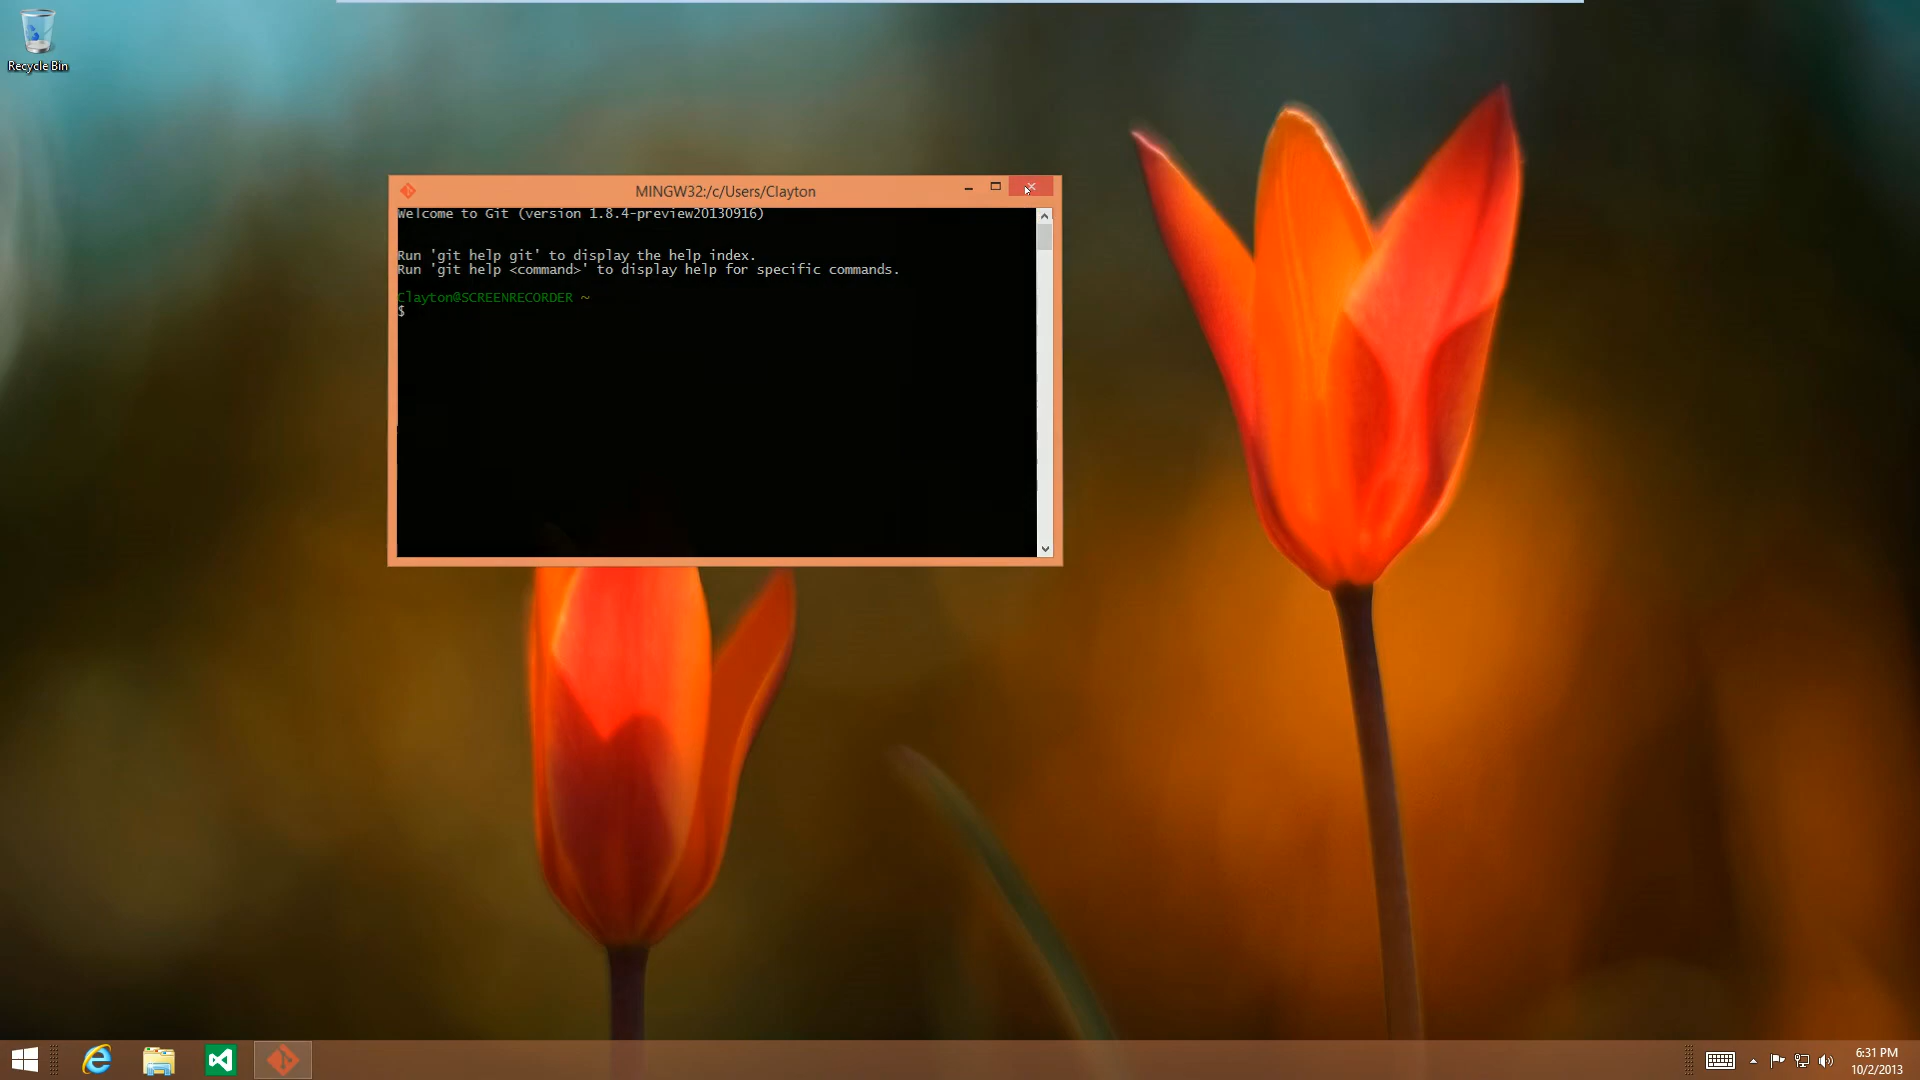 Recycle Bin
MINGW32:/c/Users/Clayton
Welcome to Git (version 1.8.4-preview20130916)
Run 'git help git' to display the help index.
Run 'git help <command>' to display help for specific commands.
Clayton@SCREENRECORDER ~
$
6:31 PM
10/2/2013